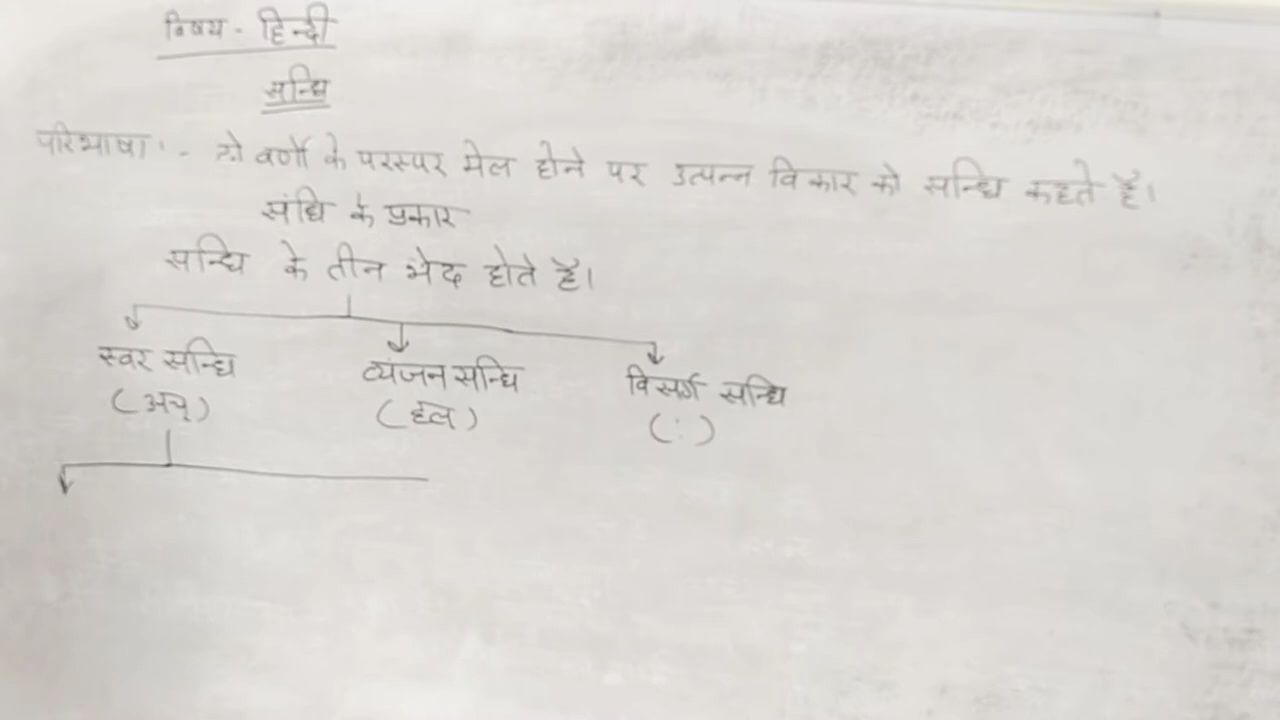 विषय - हिन्दी
सन्धि
परिभाषा :- दो वर्णों के परस्पर मेल होने पर उत्पन्न विकार को सन्धि कहते हैं।
संधि के प्रकार
सन्धि के तीन भेद होते हैं।
स्वर सन्धि व्यंजन सन्धि विसर्ग सन्धि
(अच्) (हल) (:)